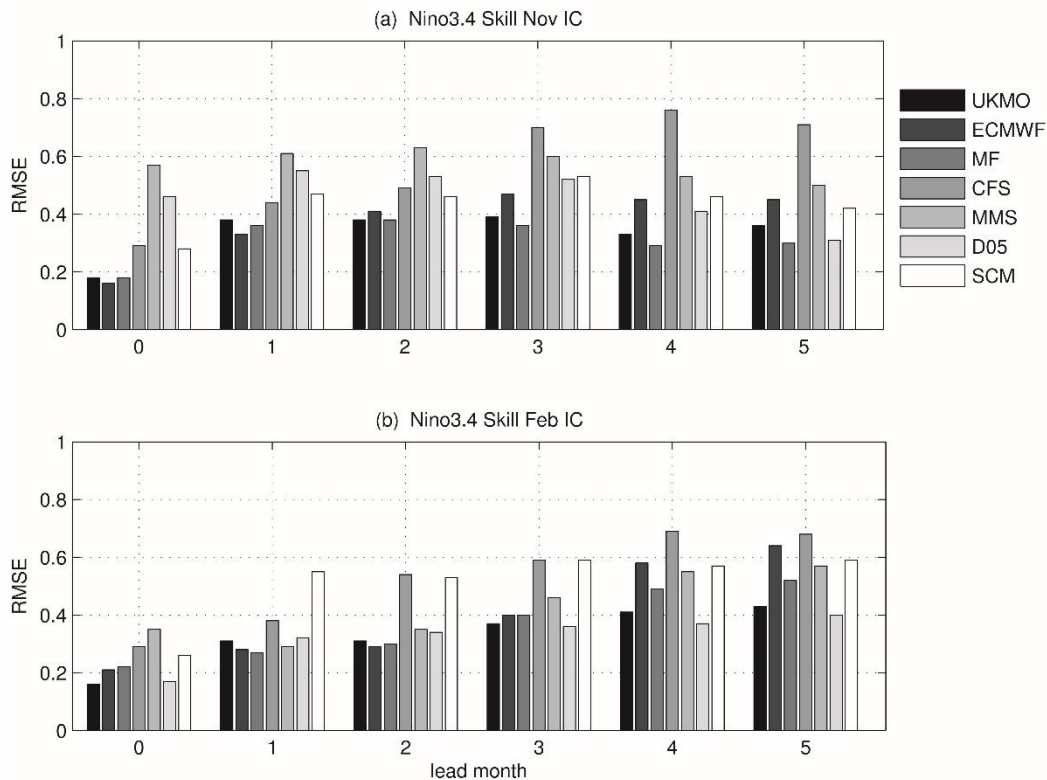 (a) Nino3.4 Skill Nov IC
1
0.8
0.6
0.4
0.2
0
RMSE
0 1 2 3 4 5
UKMO
ECMWF
MF
CFS
MMS
D05
SCM
(b) Nino3.4 Skill Feb IC
1
0.8
0.6
0.4
0.2
0
RMSE
0 1 2 3 4 5
lead month